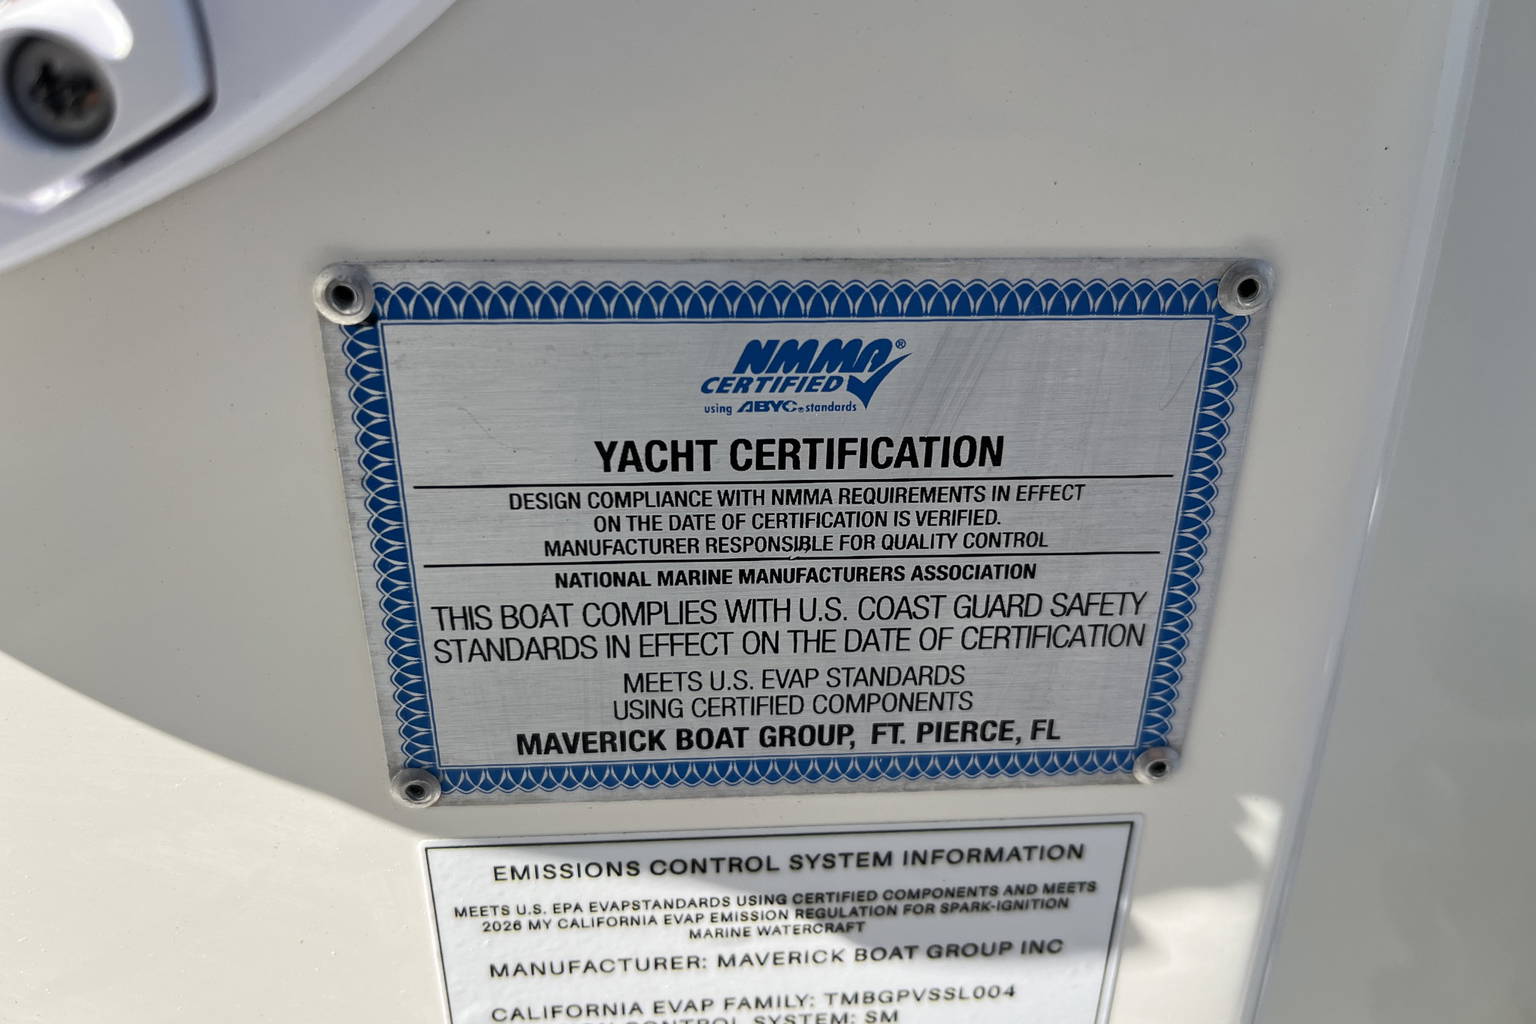 NMMA®
CERTIFIED
using ABYC® standards
YACHT CERTIFICATION
DESIGN COMPLIANCE WITH NMMA REQUIREMENTS IN EFFECT
ON THE DATE OF CERTIFICATION IS VERIFIED.
MANUFACTURER RESPONSIBLE FOR QUALITY CONTROL
NATIONAL MARINE MANUFACTURERS ASSOCIATION
THIS BOAT COMPLIES WITH U.S. COAST GUARD SAFETY
STANDARDS IN EFFECT ON THE DATE OF CERTIFICATION
MEETS U.S. EVAP STANDARDS
USING CERTIFIED COMPONENTS
MAVERICK BOAT GROUP, FT. PIERCE, FL
EMISSIONS CONTROL SYSTEM INFORMATION
MEETS U.S. EPA EVAPSTANDARDS USING CERTIFIED COMPONENTS AND MEETS
2026 MY CALIFORNIA EVAP EMISSION REGULATION FOR SPARK-IGNITION
MARINE WATERCRAFT
MANUFACTURER: MAVERICK BOAT GROUP INC
CALIFORNIA EVAP FAMILY: TMBGPVSSL004
CONTROL SYSTEM: SM